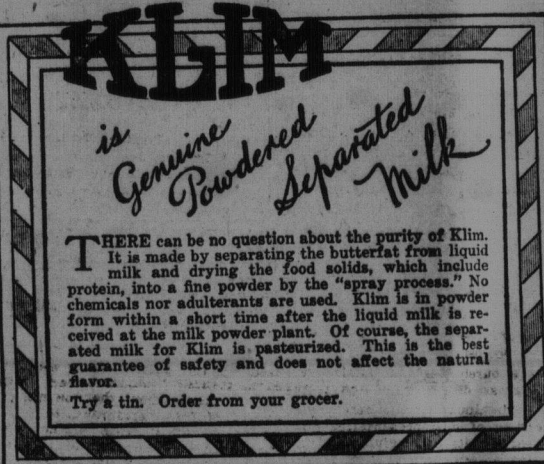 KLIM
is
Genuine
Powdered
Separated
Milk
THERE can be no question about the purity of Klim.
It is made by separating the butterfat from liquid
milk and drying the food solids, which include
protein, into a fine powder by the "spray process." No
chemicals nor adulterants are used. Klim is in powder
form within a short time after the liquid milk is re-
ceived at the milk powder plant. Of course, the separ-
ated milk for Klim is pasteurized. This is the best
guarantee of safety and does not affect the natural
flavor.
Try a tin. Order from your grocer.